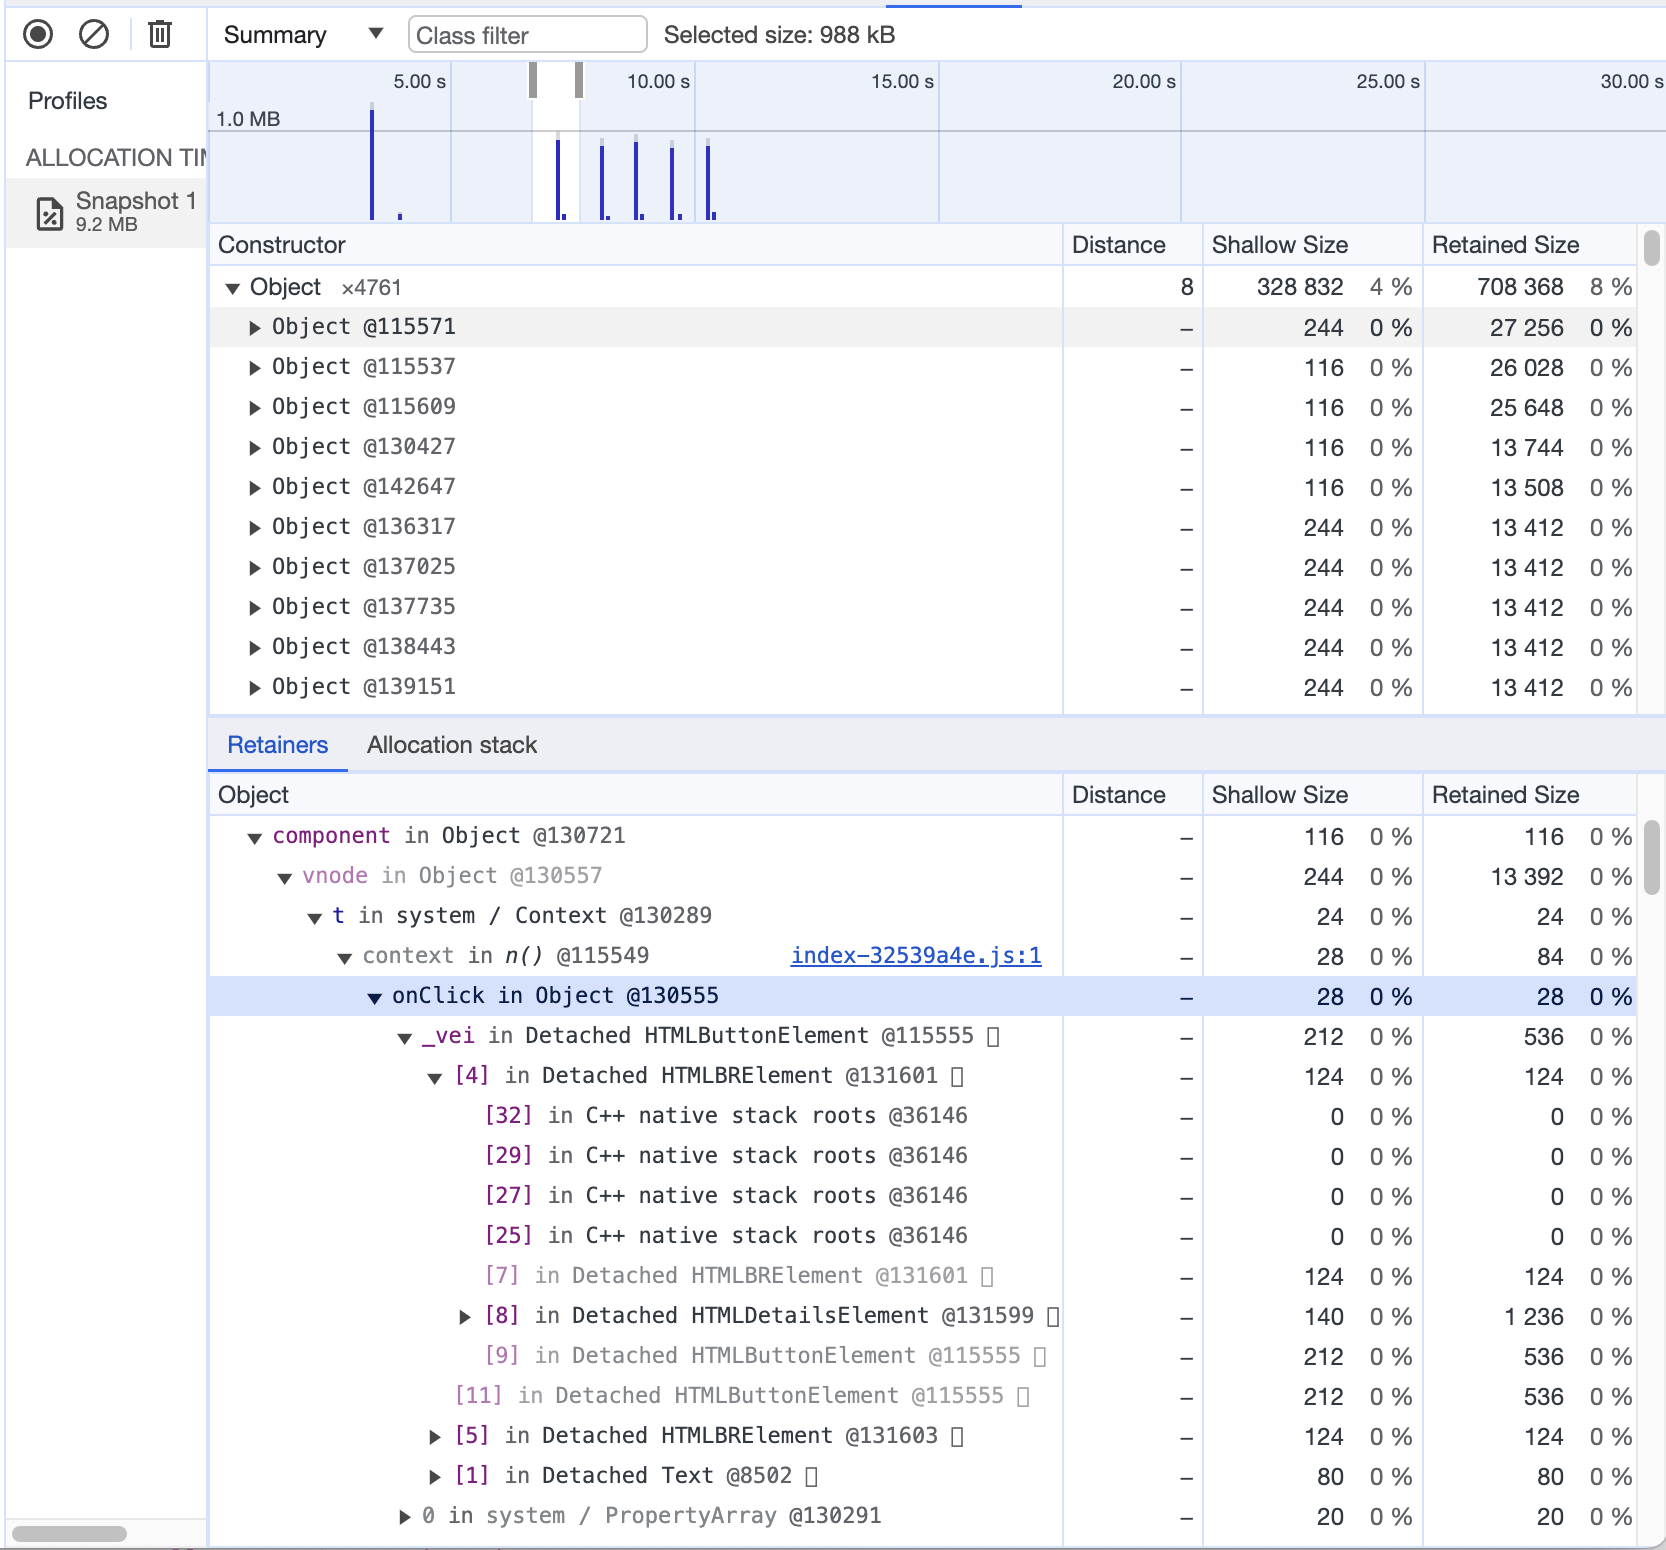 Summary ▼ Class filter Selected size: 988 kB
Profiles
ALLOCATION TIM
Snapshot 1
9.2 MB
5.00 s 10.00 s 15.00 s 20.00 s 25.00 s 30.00 s
1.0 MB
Constructor Distance Shallow Size Retained Size
▼ Object ×4761 8 328 832 4 % 708 368 8 %
▶ Object @115571 – 244 0 % 27 256 0 %
▶ Object @115537 – 116 0 % 26 028 0 %
▶ Object @115609 – 116 0 % 25 648 0 %
▶ Object @130427 – 116 0 % 13 744 0 %
▶ Object @142647 – 116 0 % 13 508 0 %
▶ Object @136317 – 244 0 % 13 412 0 %
▶ Object @137025 – 244 0 % 13 412 0 %
▶ Object @137735 – 244 0 % 13 412 0 %
▶ Object @138443 – 244 0 % 13 412 0 %
▶ Object @139151 – 244 0 % 13 412 0 %
Retainers Allocation stack
Object Distance Shallow Size Retained Size
▼ component in Object @130721 – 116 0 % 116 0 %
▼ vnode in Object @130557 – 244 0 % 13 392 0 %
▼ t in system / Context @130289 – 24 0 % 24 0 %
▼ context in n() @115549 index-32539a4e.js:1 – 28 0 % 84 0 %
▼ onClick in Object @130555 – 28 0 % 28 0 %
▼ _vei in Detached HTMLButtonElement @115555 – 212 0 % 536 0 %
▼ [4] in Detached HTMLBRElement @131601 – 124 0 % 124 0 %
[32] in C++ native stack roots @36146 – 0 0 % 0 0 %
[29] in C++ native stack roots @36146 – 0 0 % 0 0 %
[27] in C++ native stack roots @36146 – 0 0 % 0 0 %
[25] in C++ native stack roots @36146 – 0 0 % 0 0 %
[7] in Detached HTMLBRElement @131601 – 124 0 % 124 0 %
▶ [8] in Detached HTMLDetailsElement @131599 – 140 0 % 1 236 0 %
[9] in Detached HTMLButtonElement @115555 – 212 0 % 536 0 %
[11] in Detached HTMLButtonElement @115555 – 212 0 % 536 0 %
▶ [5] in Detached HTMLBRElement @131603 – 124 0 % 124 0 %
▶ [1] in Detached Text @8502 – 80 0 % 80 0 %
▶ 0 in system / PropertyArray @130291 – 20 0 % 20 0 %